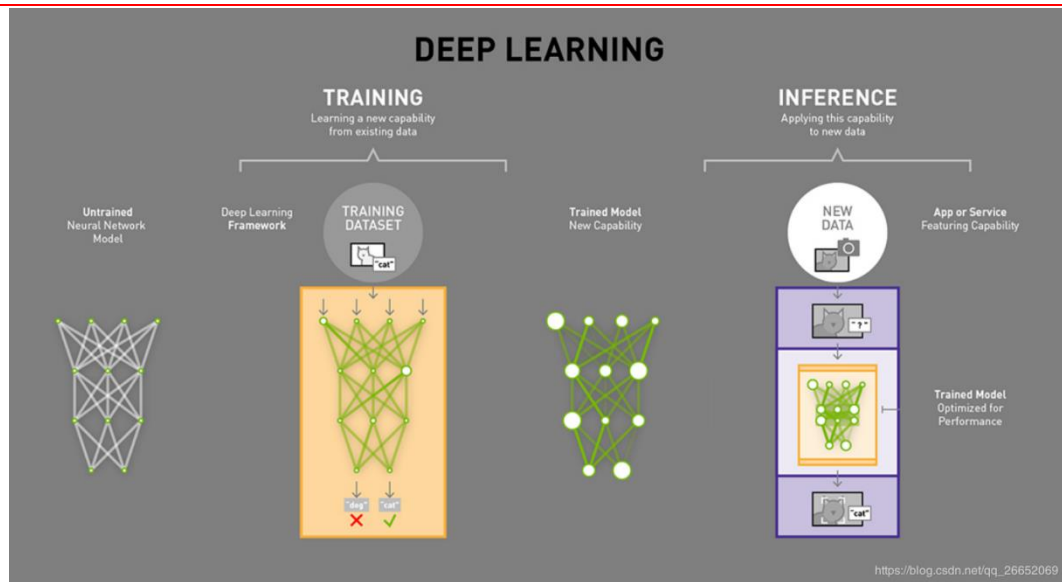 DEEP LEARNING
TRAINING
Learning a new capability
from existing data
INFERENCE
Applying this capability
to new data
Untrained
Neural Network
Model
Deep Learning
Framework
TRAINING
DATASET
"cat"
Trained Model
New Capability
NEW
DATA
App or Service
Featuring Capability
"?"
Trained Model
Optimized for
Performance
"dog"
"cat"
"cat"
https://blog.csdn.net/qq_26652069